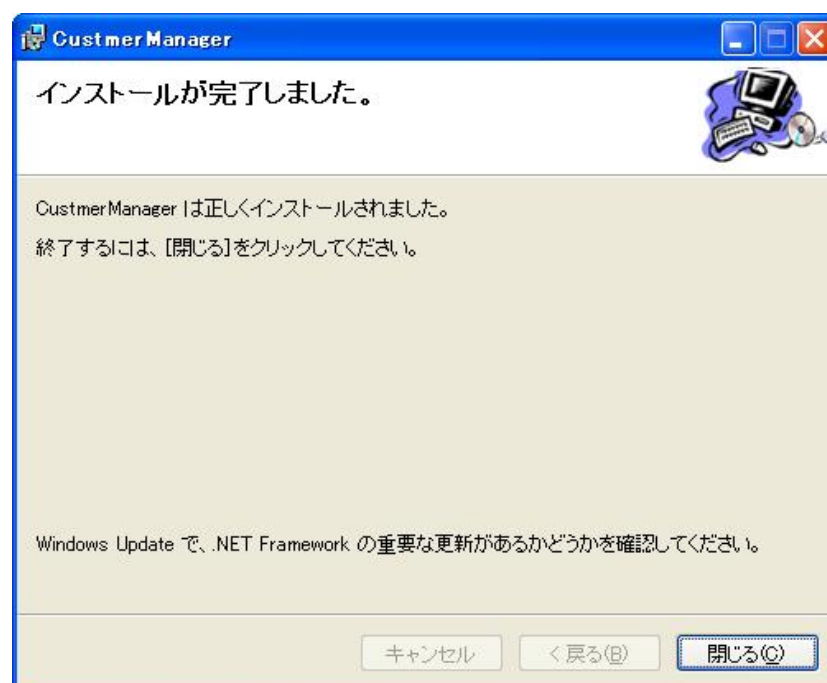 CustmerManager
インストールが完了しました。
CustmerManager は正しくインストールされました。
終了するには、[閉じる]をクリックしてください。
Windows Update で、.NET Framework の重要な更新があるかどうかを確認してください。
キャンセル
< 戻る(B)
閉じる(C)